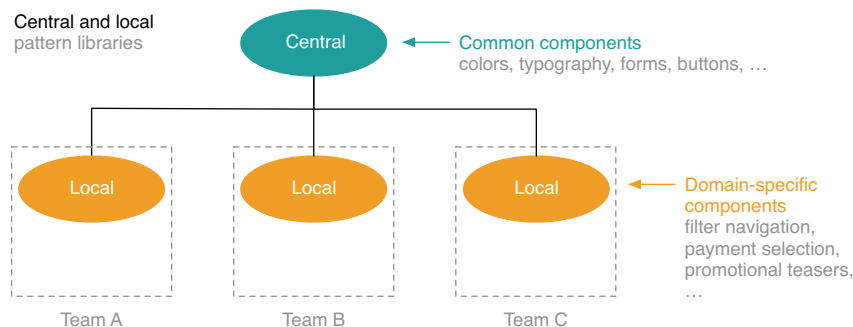 Central and local
pattern libraries
Central
Common components
colors, typography, forms, buttons, …
Local
Local
Local
Domain-specific
components
filter navigation,
payment selection,
promotional teasers,
…
Team A
Team B
Team C